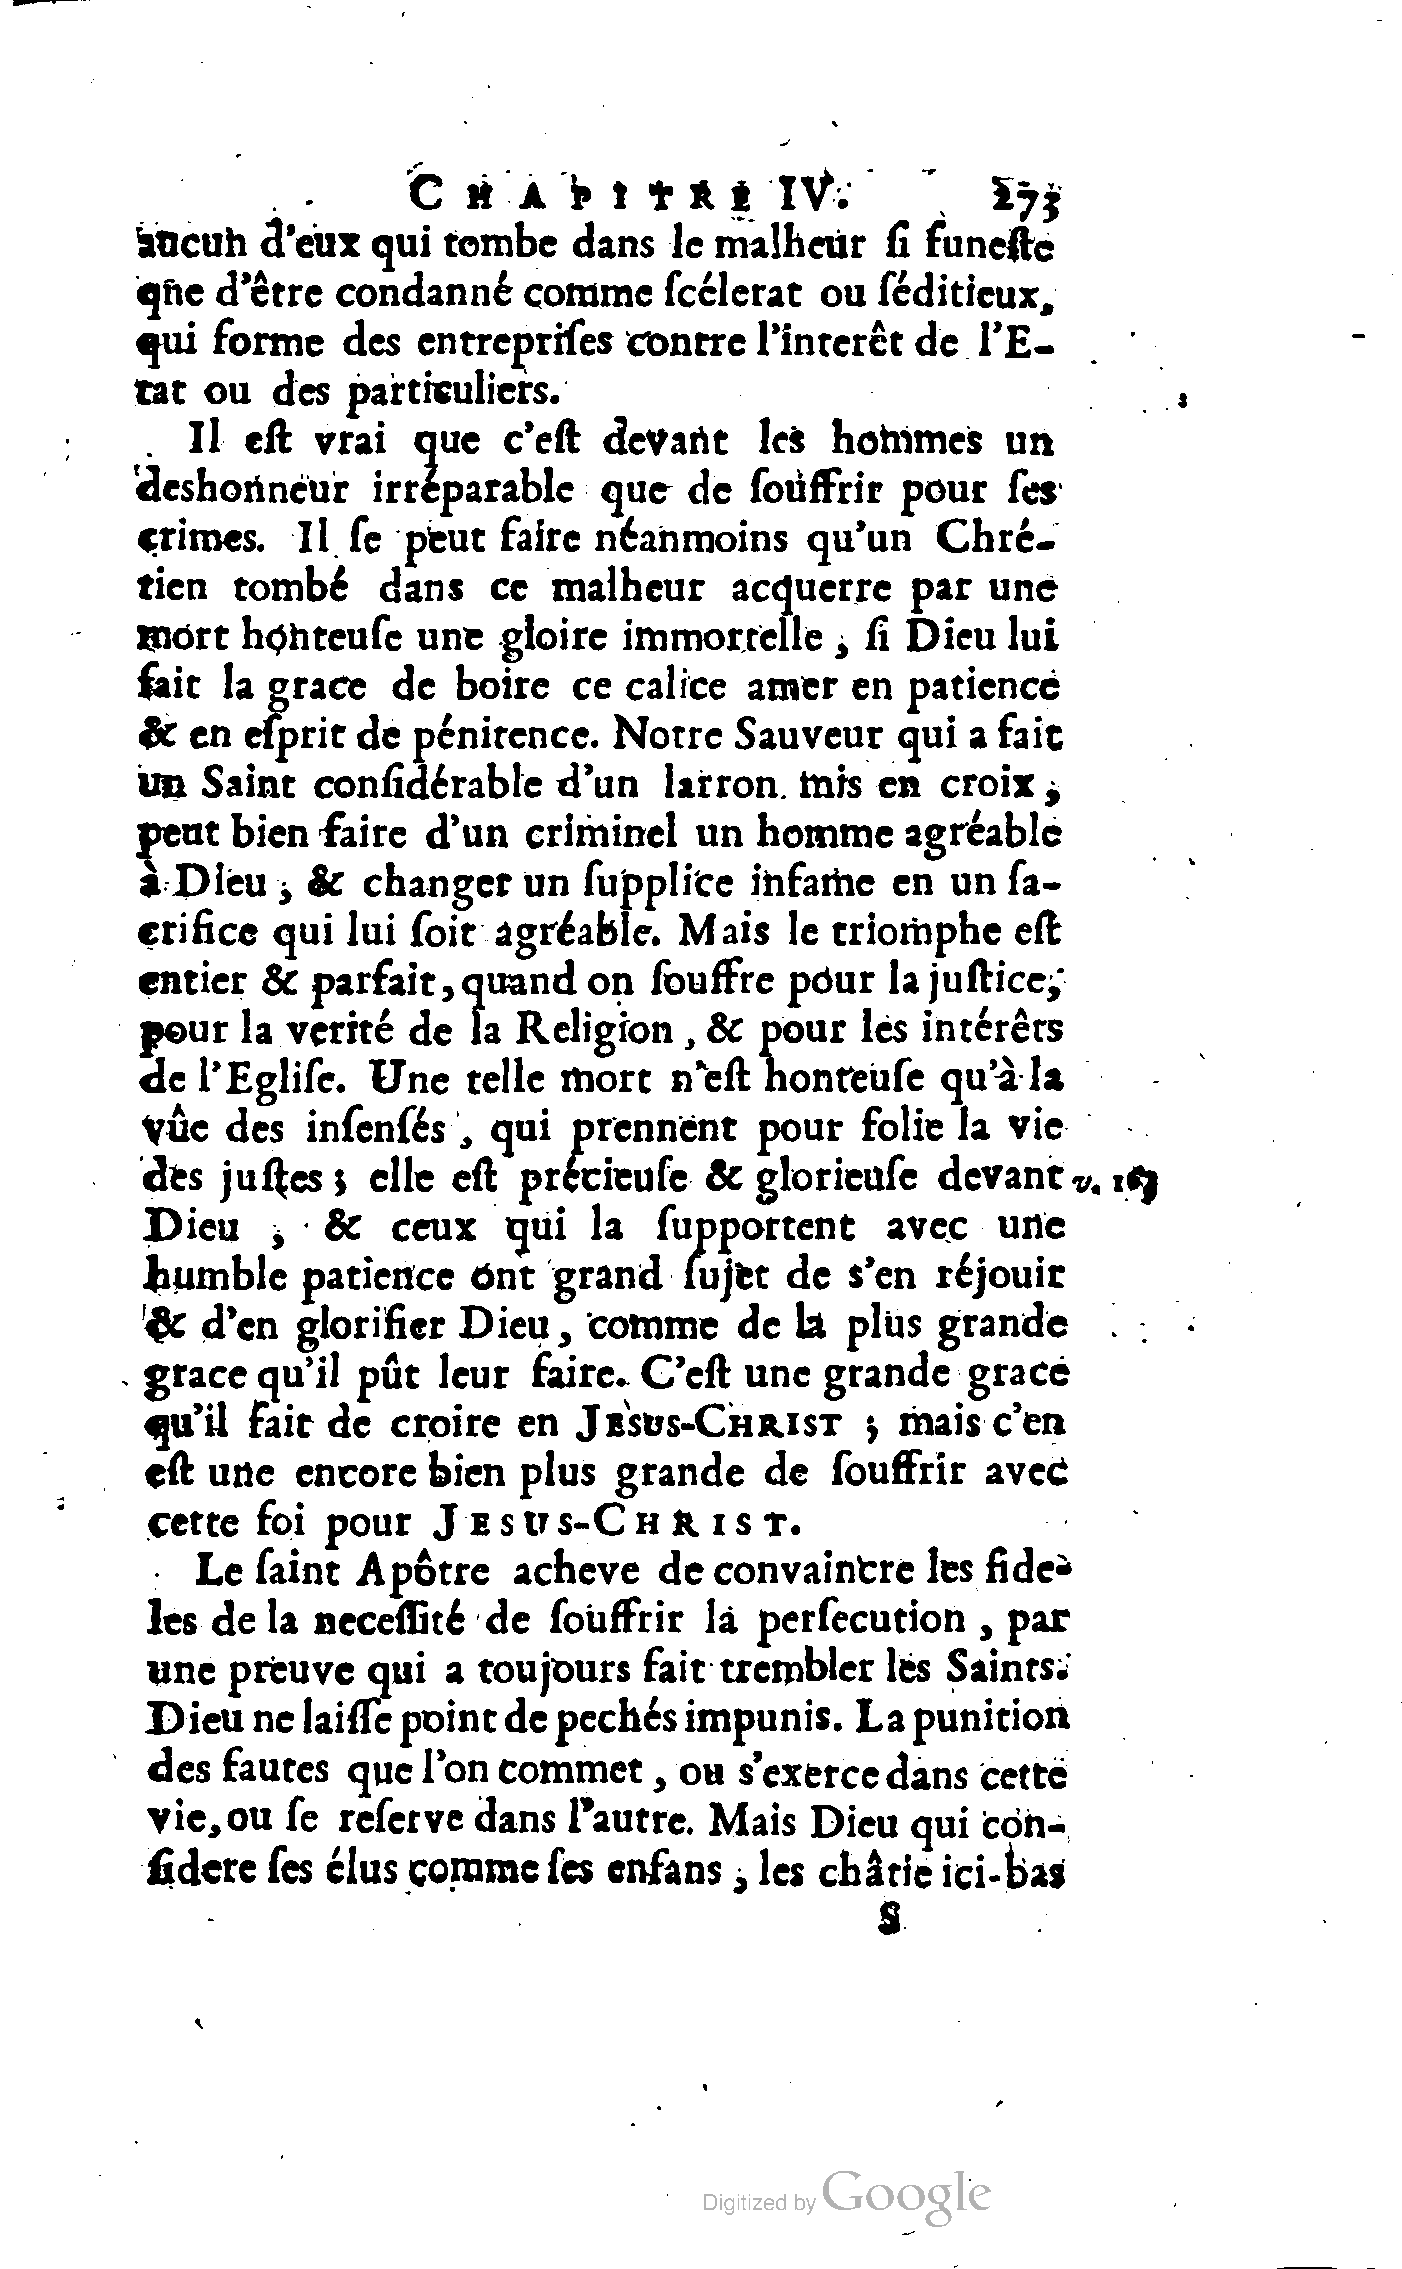 CHAPITRE IV. 273
aucun d'eux qui tombe dans le malheur ſi funeſte
que d'être condanné comme ſcélerat ou ſéditieux,
qui forme des entrepriſes contre l'interêt de l'E-
tat ou des particuliers.
Il eſt vrai que c'eſt devant les hommes un
deshonneur irréparable que de ſouffrir pour ſes
crimes. Il ſe peut faire néanmoins qu'un Chré-
tien tombé dans ce malheur acquerre par une
mort honteuſe une gloire immortelle, ſi Dieu lui
fait la grace de boire ce calice amer en patience
& en eſprit de pénitence. Notre Sauveur qui a fait
un Saint conſidérable d'un larron mis en croix,
peut bien faire d'un criminel un homme agréable
à Dieu, & changer un ſupplice infame en un ſa-
crifice qui lui ſoit agréable. Mais le triomphe eſt
entier & parfait, quand on ſouffre pour la juſtice,
pour la verité de la Religion, & pour les intérêts
de l'Egliſe. Une telle mort n'eſt honteuſe qu'à la
vûe des inſenſés, qui prennent pour folie la vie
des juſtes; elle eſt précieuſe & glorieuſe devant v. 16.
Dieu, & ceux qui la ſupportent avec une
humble patience ont grand ſujet de s'en réjouir
& d'en glorifier Dieu, comme de la plus grande
grace qu'il pût leur faire. C'eſt une grande grace
qu'il fait de croire en JESUS-CHRIST; mais c'en
eſt une encore bien plus grande de ſouffrir avec
cette foi pour JESUS-CHRIST.
Le ſaint Apôtre acheve de convaincre les fide-
les de la neceſſité de ſouffrir la perſecution, par
une preuve qui a toujours fait trembler les Saints:
Dieu ne laiſſe point de pechés impunis. La punition
des fautes que l'on commet, ou s'exerce dans cette
vie, ou ſe reſerve dans l'autre. Mais Dieu qui con-
ſidere ſes élus comme ſes enfans, les châtie ici-bas
S
Digitized by Google